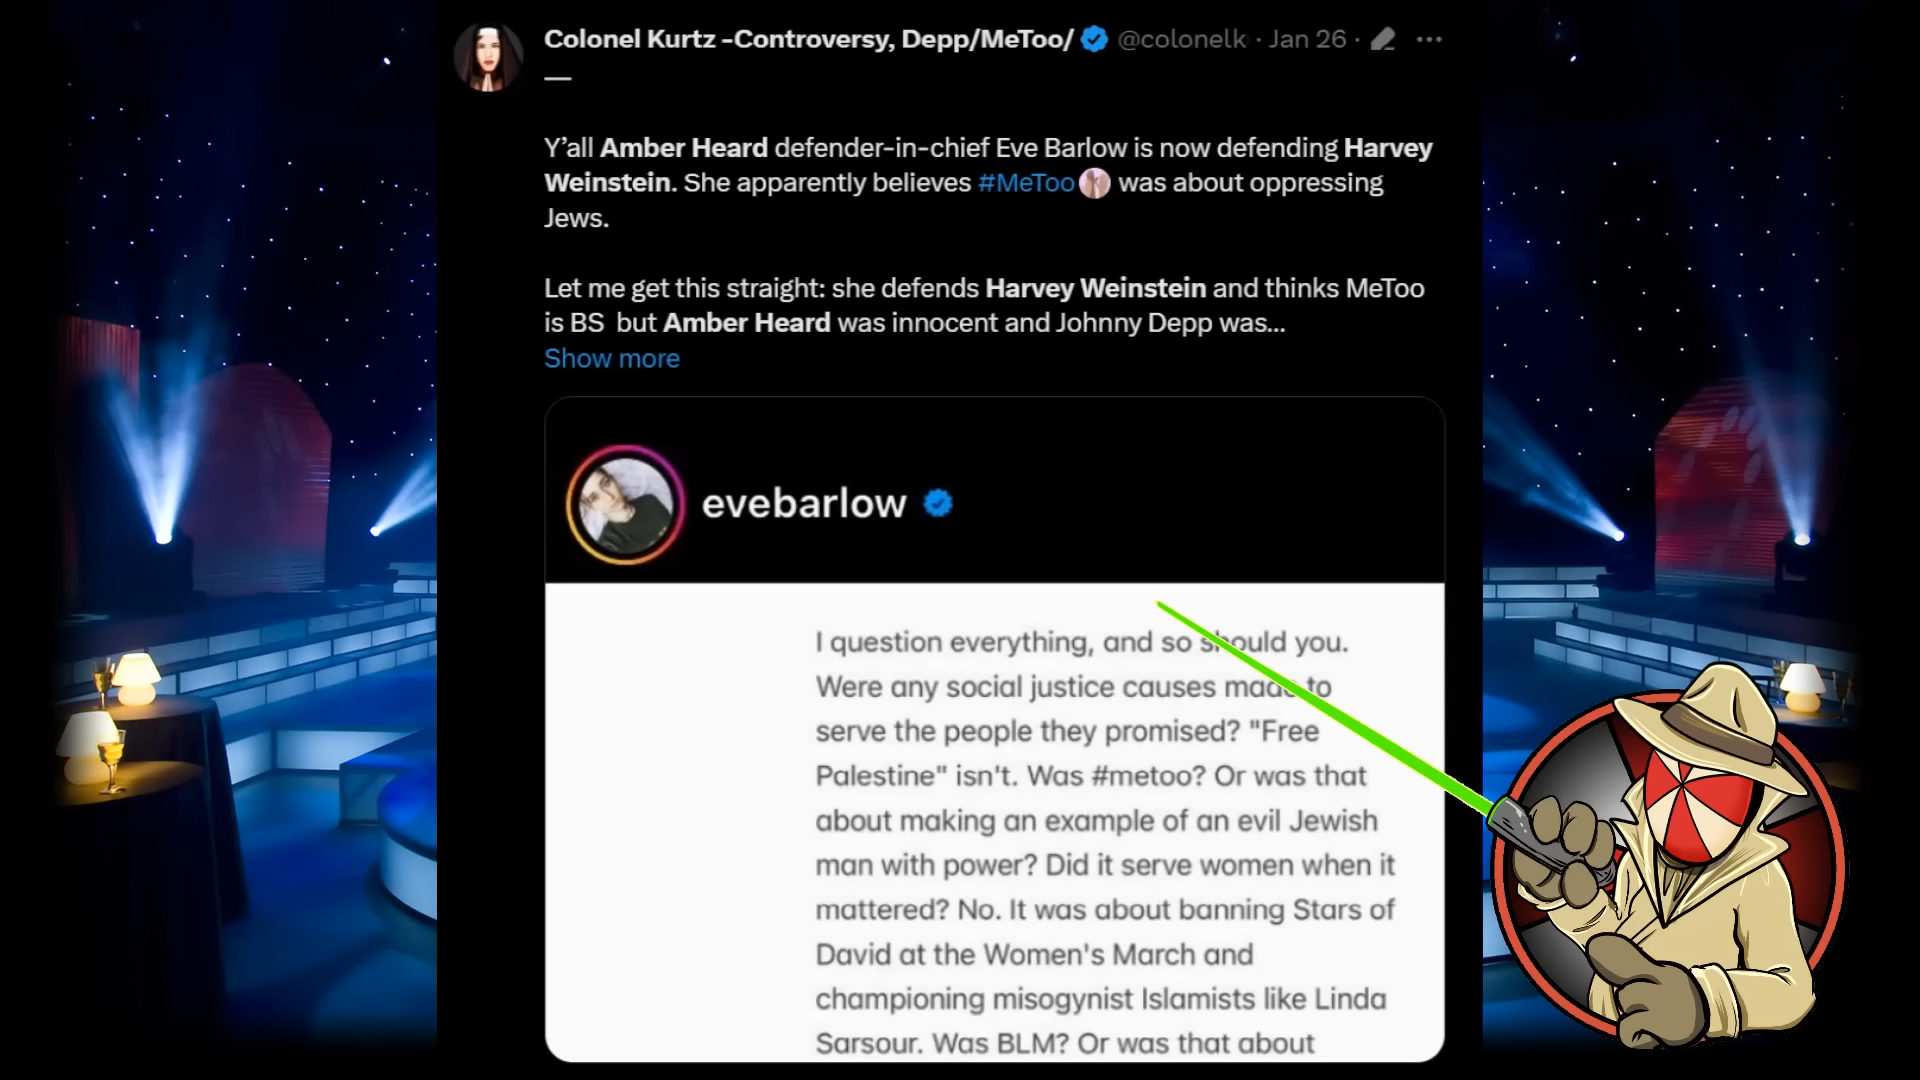 Colonel Kurtz -Controversy, Depp/MeToo/ @colonelk · Jan 26 ·
—
Y'all Amber Heard defender-in-chief Eve Barlow is now defending Harvey
Weinstein. She apparently believes #MeToo was about oppressing
Jews.
Let me get this straight: she defends Harvey Weinstein and thinks MeToo
is BS but Amber Heard was innocent and Johnny Depp was...
Show more
evebarlow
I question everything, and so should you.
Were any social justice causes made to
serve the people they promised? "Free
Palestine" isn't. Was #metoo? Or was that
about making an example of an evil Jewish
man with power? Did it serve women when it
mattered? No. It was about banning Stars of
David at the Women's March and
championing misogynist Islamists like Linda
Sarsour. Was BLM? Or was that about